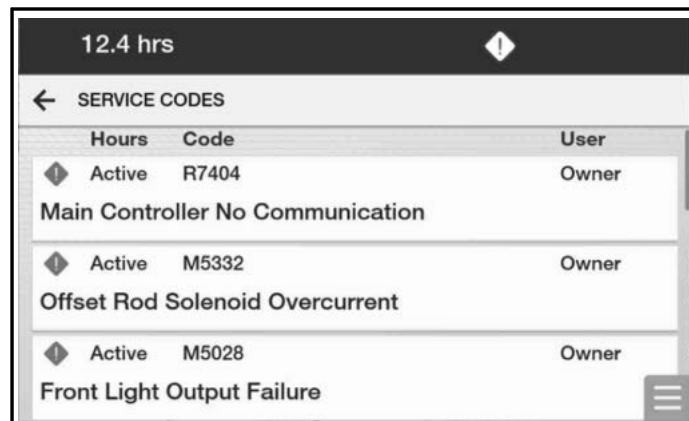 12.4 hrs
SERVICE CODES
Hours Code User
Active R7404 Owner
Main Controller No Communication
Active M5332 Owner
Offset Rod Solenoid Overcurrent
Active M5028 Owner
Front Light Output Failure